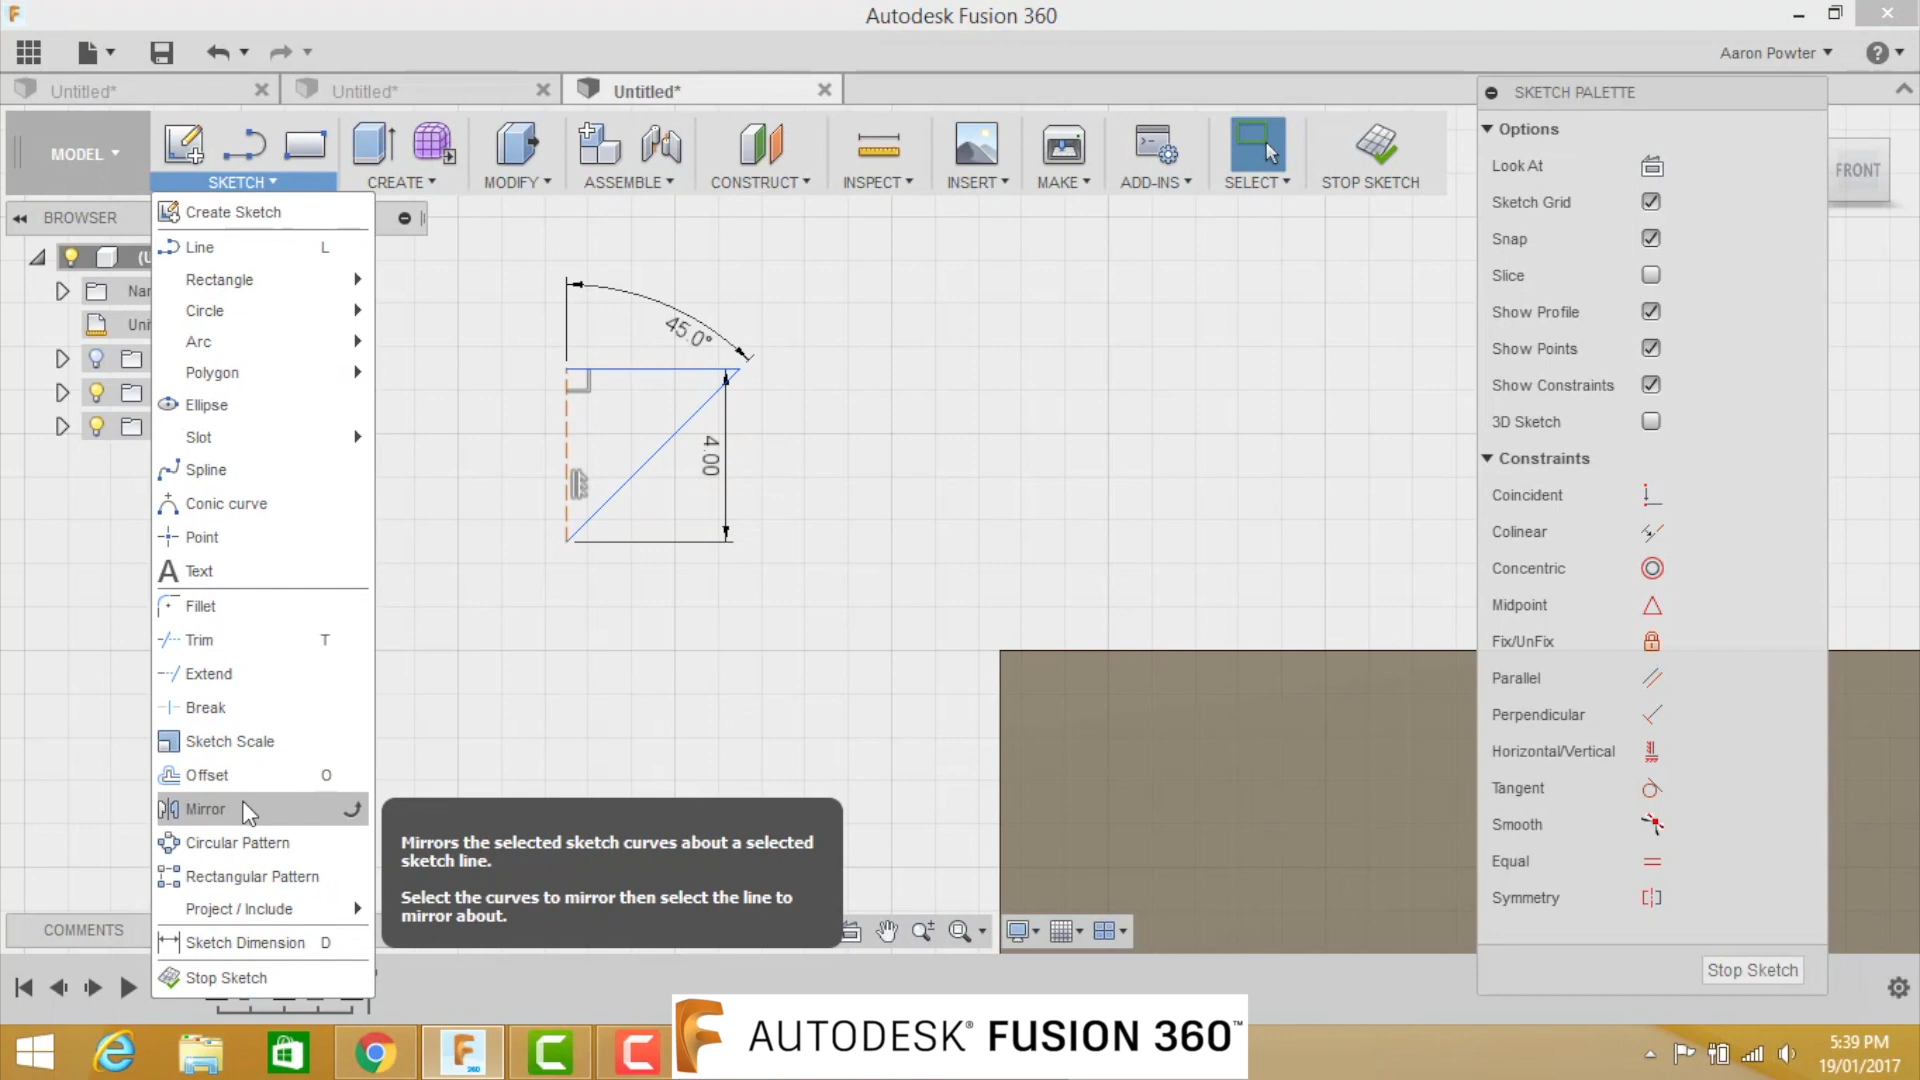 Autodesk Fusion 360
Aaron Powter
Untitled*
Untitled*
Untitled*
MODEL
SKETCH
CREATE
MODIFY
ASSEMBLE
CONSTRUCT
INSPECT
INSERT
MAKE
ADD-INS
SELECT
STOP SKETCH
FRONT
BROWSER
(U
Nar
Uni
Create Sketch
Line L
Rectangle
Circle
Arc
Polygon
Ellipse
Slot
Spline
Conic curve
Point
Text
Fillet
Trim T
Extend
Break
Sketch Scale
Offset O
Mirror
Circular Pattern
Rectangular Pattern
Project / Include
Sketch Dimension D
Stop Sketch
Mirrors the selected sketch curves about a selected
sketch line.
Select the curves to mirror then select the line to
mirror about.
45.0°
4.00
SKETCH PALETTE
Options
Look At
Sketch Grid
Snap
Slice
Show Profile
Show Points
Show Constraints
3D Sketch
Constraints
Coincident
Colinear
Concentric
Midpoint
Fix/UnFix
Parallel
Perpendicular
Horizontal/Vertical
Tangent
Smooth
Equal
Symmetry
Stop Sketch
COMMENTS
360
AUTODESK® FUSION 360™
5:39 PM
19/01/2017